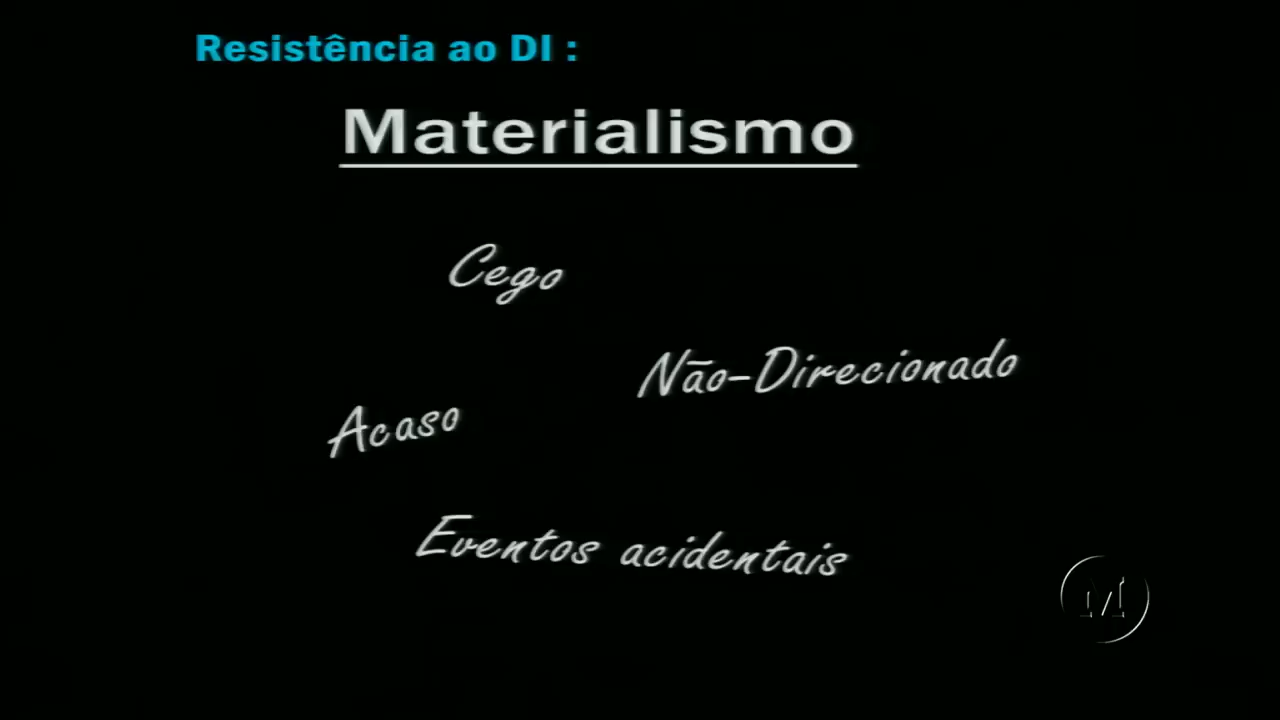 Resistência ao DI :
Materialismo
Cego
Não-Direcionado
Acaso
Eventos acidentais
M